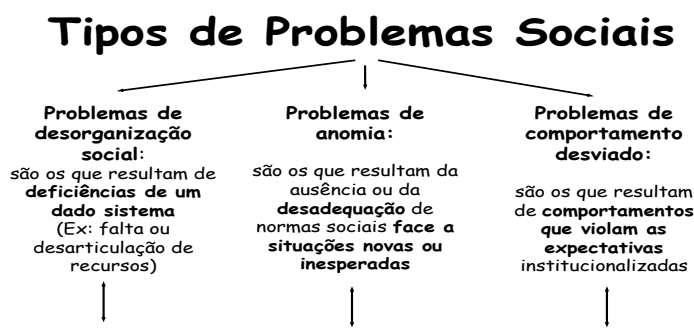 Tipos de Problemas Sociais
Problemas de
desorganização
social:
são os que resultam de
deficiências de um
dado sistema
(Ex: falta ou
desarticulação de
recursos)
Problemas de
anomia:
são os que resultam da
ausência ou da
desadequação de
normas sociais face a
situações novas ou
inesperadas
Problemas de
comportamento
desviado:
são os que resultam
de comportamentos
que violam as
expectativas
institucionalizadas